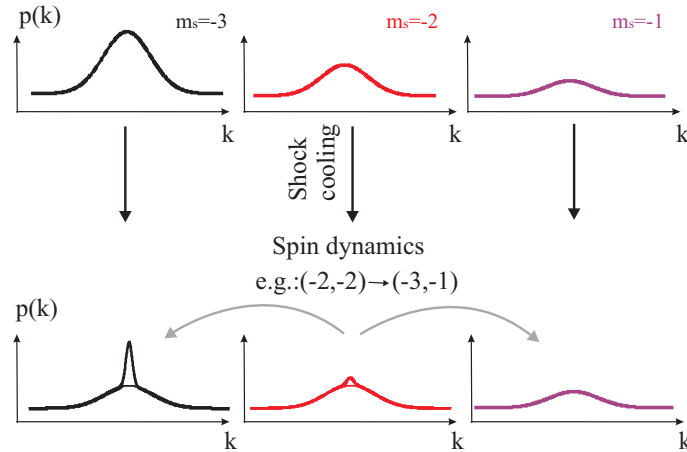 p(k)
mₛ=-3
mₛ=-2
mₛ=-1
k
k
k
Shock
cooling
Spin dynamics
e.g.:(-2,-2)→(-3,-1)
p(k)
k
k
k